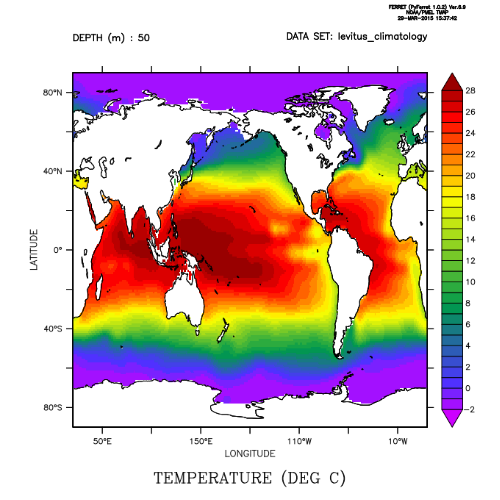 FERRET (PyFerret 1.0.2) Ver.6.9
NOAA/PMEL TMAP
29-MAR-2015 15:37:42
DEPTH (m) : 50
DATA SET: levitus_climatology
80°N
40°N
0°
40°S
80°S
LATITUDE
50°E
150°E
110°W
10°W
LONGITUDE
28
26
24
22
20
18
16
14
12
10
8
6
4
2
0
-2
TEMPERATURE (DEG C)